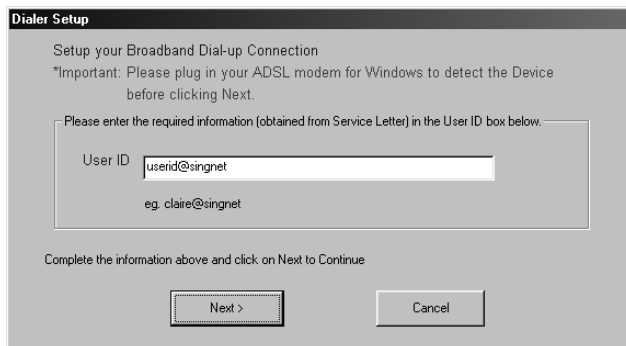 Dialer Setup
Setup your Broadband Dial-up Connection
*Important: Please plug in your ADSL modem for Windows to detect the Device
before clicking Next.
Please enter the required information (obtained from Service Letter) in the User ID box below.
User ID
userid@singnet
eg. claire@singnet
Complete the information above and click on Next to Continue
Next >
Cancel